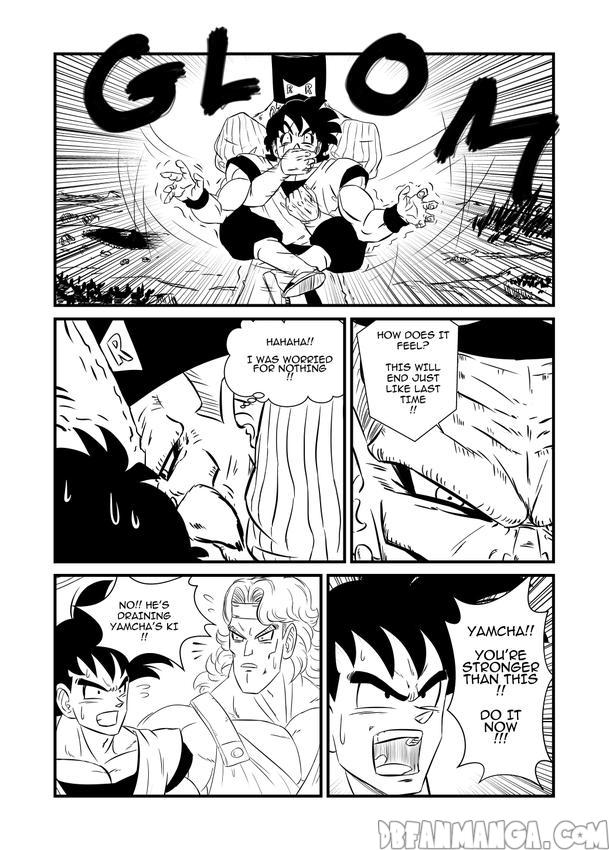 GLOM
R R
HAHAHA!!
I WAS WORRIED
FOR NOTHING
!!
R
HOW DOES IT
FEEL?
THIS WILL
END JUST
LIKE LAST
TIME
!!
NO!! HE'S
DRAINING
YAMCHA'S KI
!!
YAMCHA!!
YOU'RE
STRONGER
THAN THIS
!!
DO IT
NOW
!!!
DBFANMANGA.COM